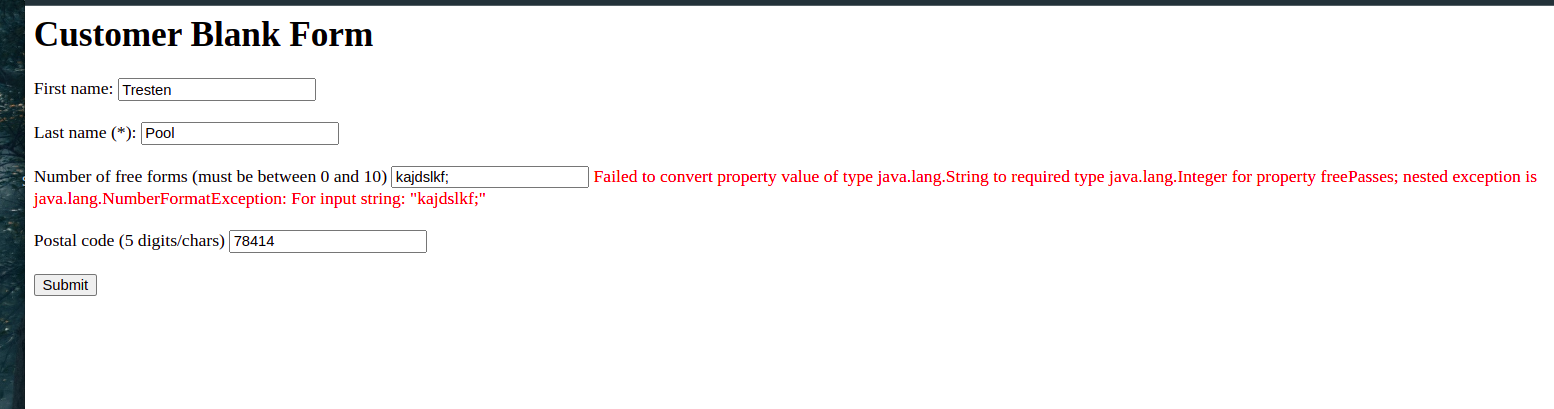 Customer Blank Form
First name: Tresten
Last name (*): Pool
Number of free forms (must be between 0 and 10) kajdslkf; Failed to convert property value of type java.lang.String to required type java.lang.Integer for property freePasses; nested exception is
java.lang.NumberFormatException: For input string: "kajdslkf;"
Postal code (5 digits/chars) 78414
Submit